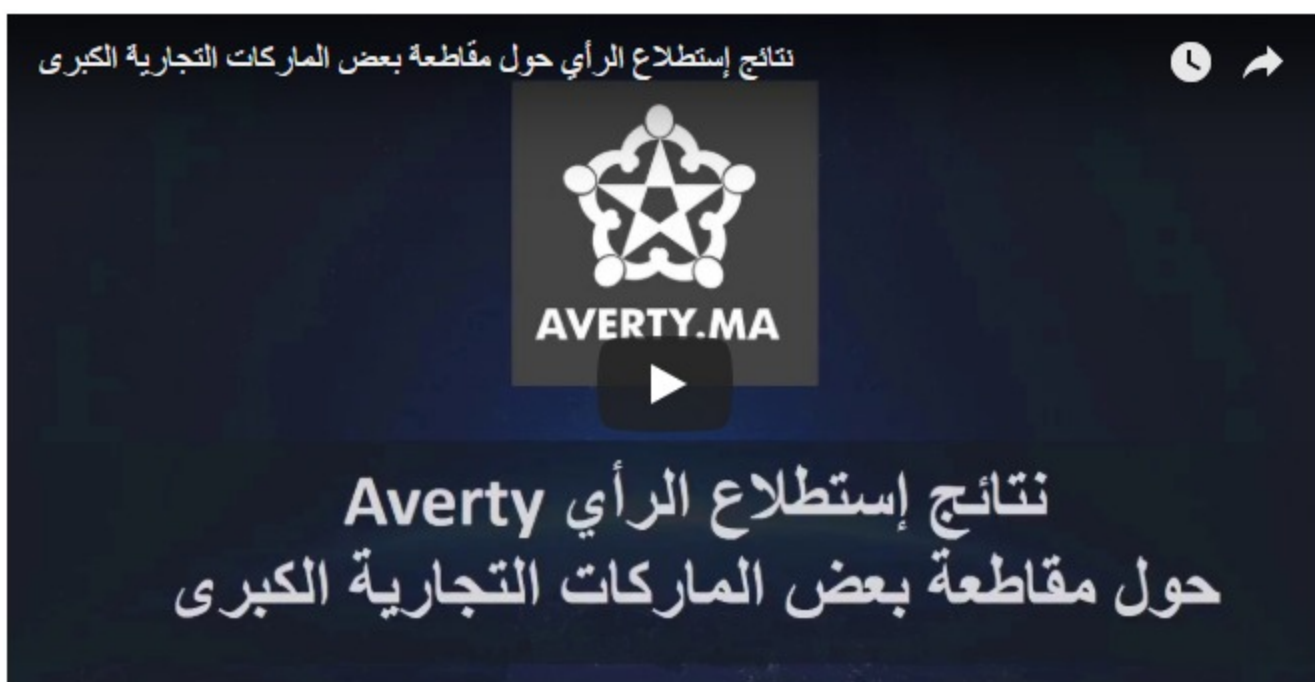 نتائج إستطلاع الرأي حول مقاطعة بعض الماركات التجارية الكبرى
AVERTY.MA
نتائج إستطلاع الرأي Averty
حول مقاطعة بعض الماركات التجارية الكبرى